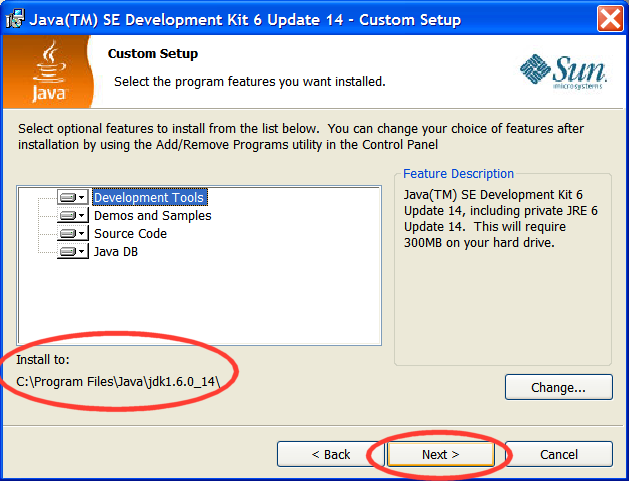 Java(TM) SE Development Kit 6 Update 14 - Custom Setup
Java
Custom Setup
Select the program features you want installed.
Sun
microsystems
Select optional features to install from the list below.  You can change your choice of features after
installation by using the Add/Remove Programs utility in the Control Panel
Development Tools
Demos and Samples
Source Code
Java DB
Feature Description
Java(TM) SE Development Kit 6
Update 14, including private JRE 6
Update 14.  This will require
300MB on your hard drive.
Install to:
C:\Program Files\Java\jdk1.6.0_14\
Change...
< Back
Next >
Cancel